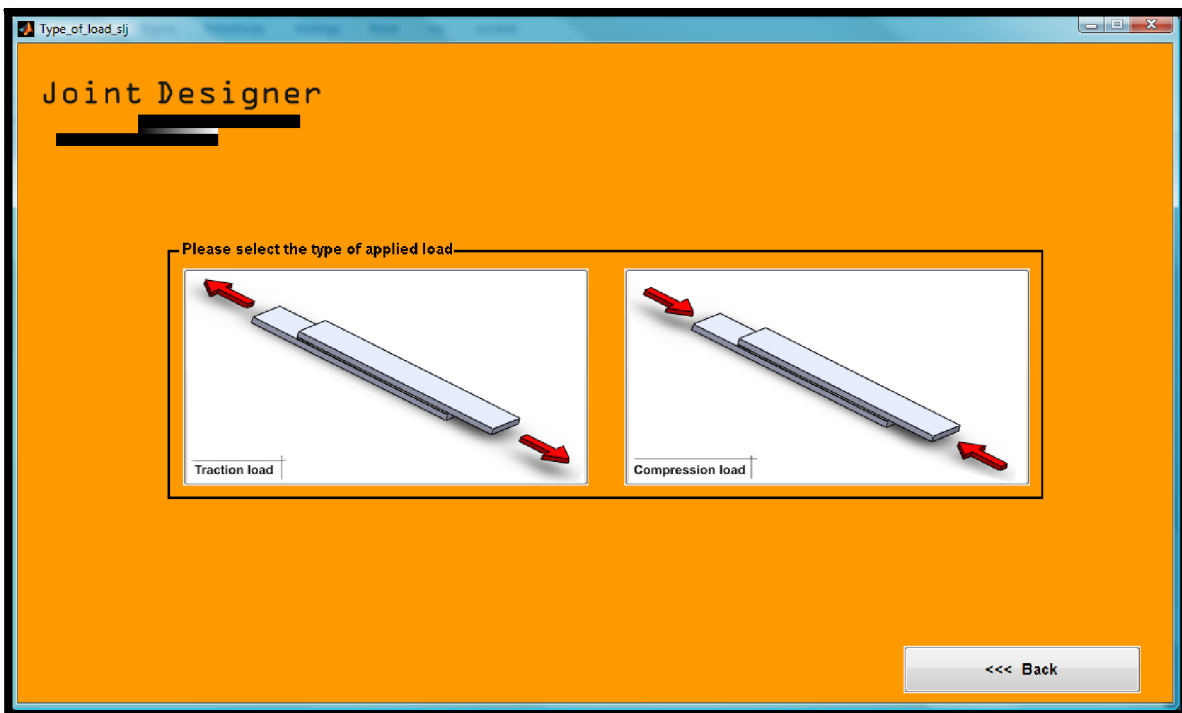 Type_of_load_slj
Joint Designer
Please select the type of applied load
Traction load
Compression load
<<< Back